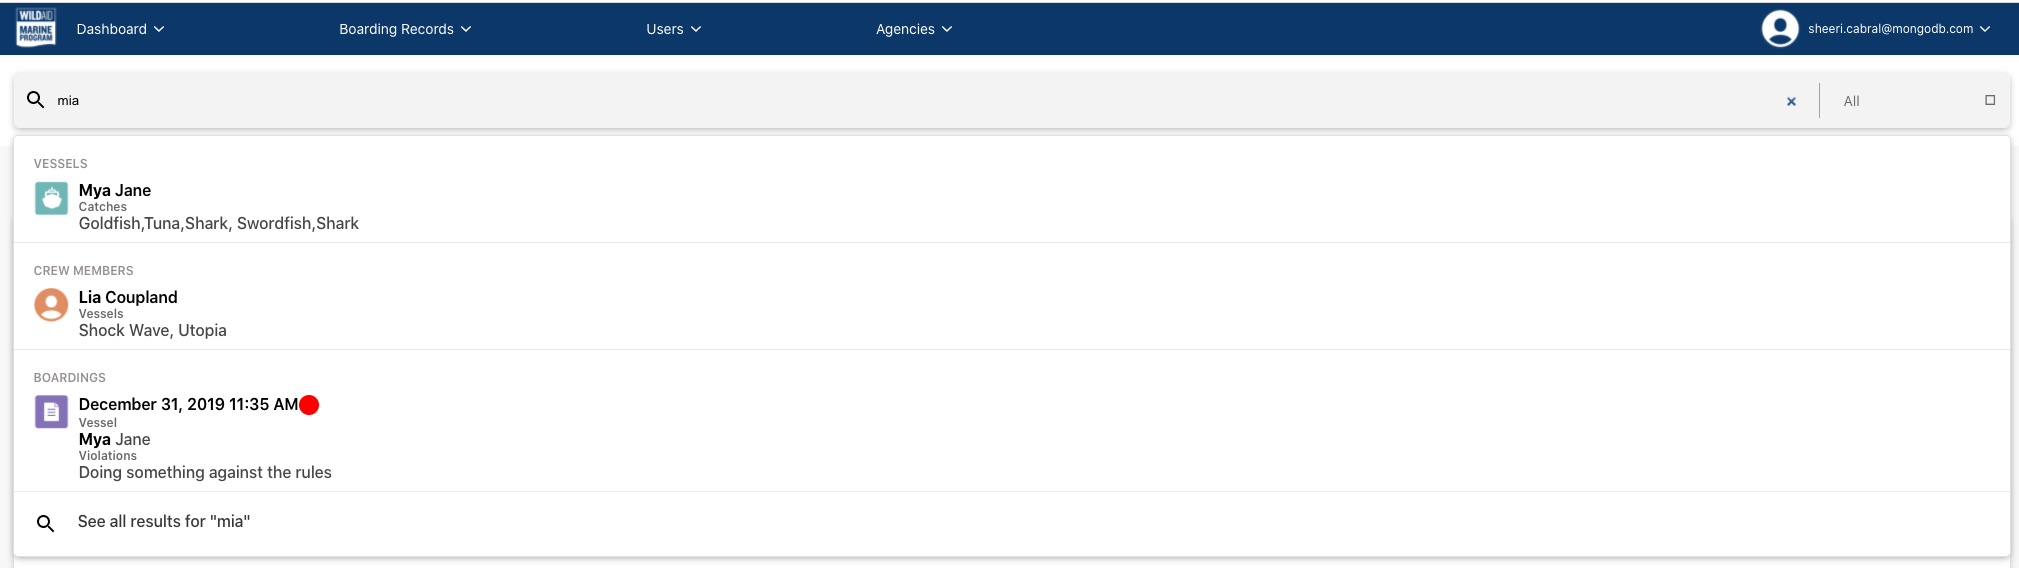 WILDAID
MARINE
PROGRAM
Dashboard
Boarding Records
Users
Agencies
sheeri.cabral@mongodb.com
mia
All
VESSELS
Mya Jane
Catches
Goldfish,Tuna,Shark, Swordfish,Shark
CREW MEMBERS
Lia Coupland
Vessels
Shock Wave, Utopia
BOARDINGS
December 31, 2019 11:35 AM
Vessel
Mya Jane
Violations
Doing something against the rules
See all results for "mia"